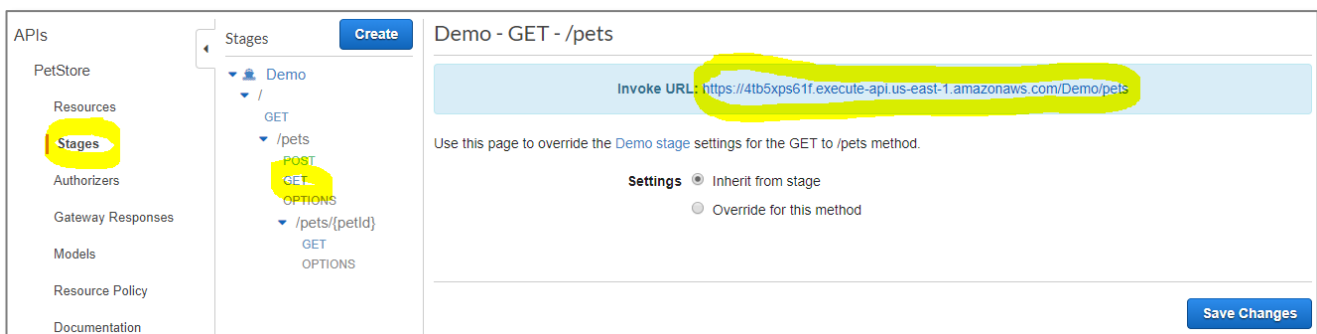 APIs
PetStore
Resources
Stages
Authorizers
Gateway Responses
Models
Resource Policy
Documentation
Stages
Create
Demo
/
GET
/pets
POST
GET
OPTIONS
/pets/{petId}
GET
OPTIONS
Demo - GET - /pets
Invoke URL: https://4tb5xps61f.execute-api.us-east-1.amazonaws.com/Demo/pets
Use this page to override the Demo stage settings for the GET to /pets method.
Settings Inherit from stage
Override for this method
Save Changes